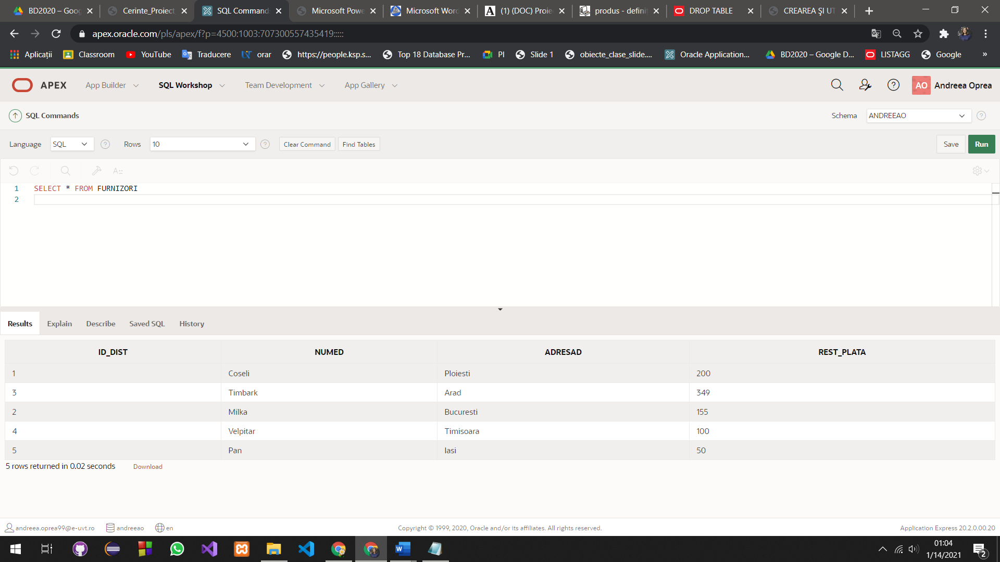 BD2020 – Goog
Cerinte_Proiect
SQL Commands
Microsoft Powe
Microsoft Word
(1) (DOC) Proie
produs - definit
DROP TABLE
CREAREA ŞI UT
apex.oracle.com/pls/apex/f?p=4500:1003:707300557435419:::::
Aplicații
Classroom
YouTube
Traducere
orar
https://people.ksp.s...
Top 18 Database Pr...
PI
Slide 1
obiecte_clase_slide....
Oracle Application...
BD2020 – Google D...
LISTAGG
Google
»
APEX
App Builder
SQL Workshop
Team Development
App Gallery
AO
Andreea Oprea
SQL Commands
Schema
ANDREEAO
Language
SQL
Rows
10
Clear Command
Find Tables
Save
Run
1 SELECT * FROM FURNIZORI
2
Results
Explain
Describe
Saved SQL
History
ID_DIST NUMED ADRESAD REST_PLATA
1 Coseli Ploiesti 200
3 Timbark Arad 349
2 Milka Bucuresti 155
4 Velpitar Timisoara 100
5 Pan Iasi 50
5 rows returned in 0.02 seconds
Download
andreea.oprea99@e-uvt.ro
andreeao
en
Copyright © 1999, 2020, Oracle and/or its affiliates. All rights reserved.
Application Express 20.2.0.00.20
01:04
1/14/2021
2